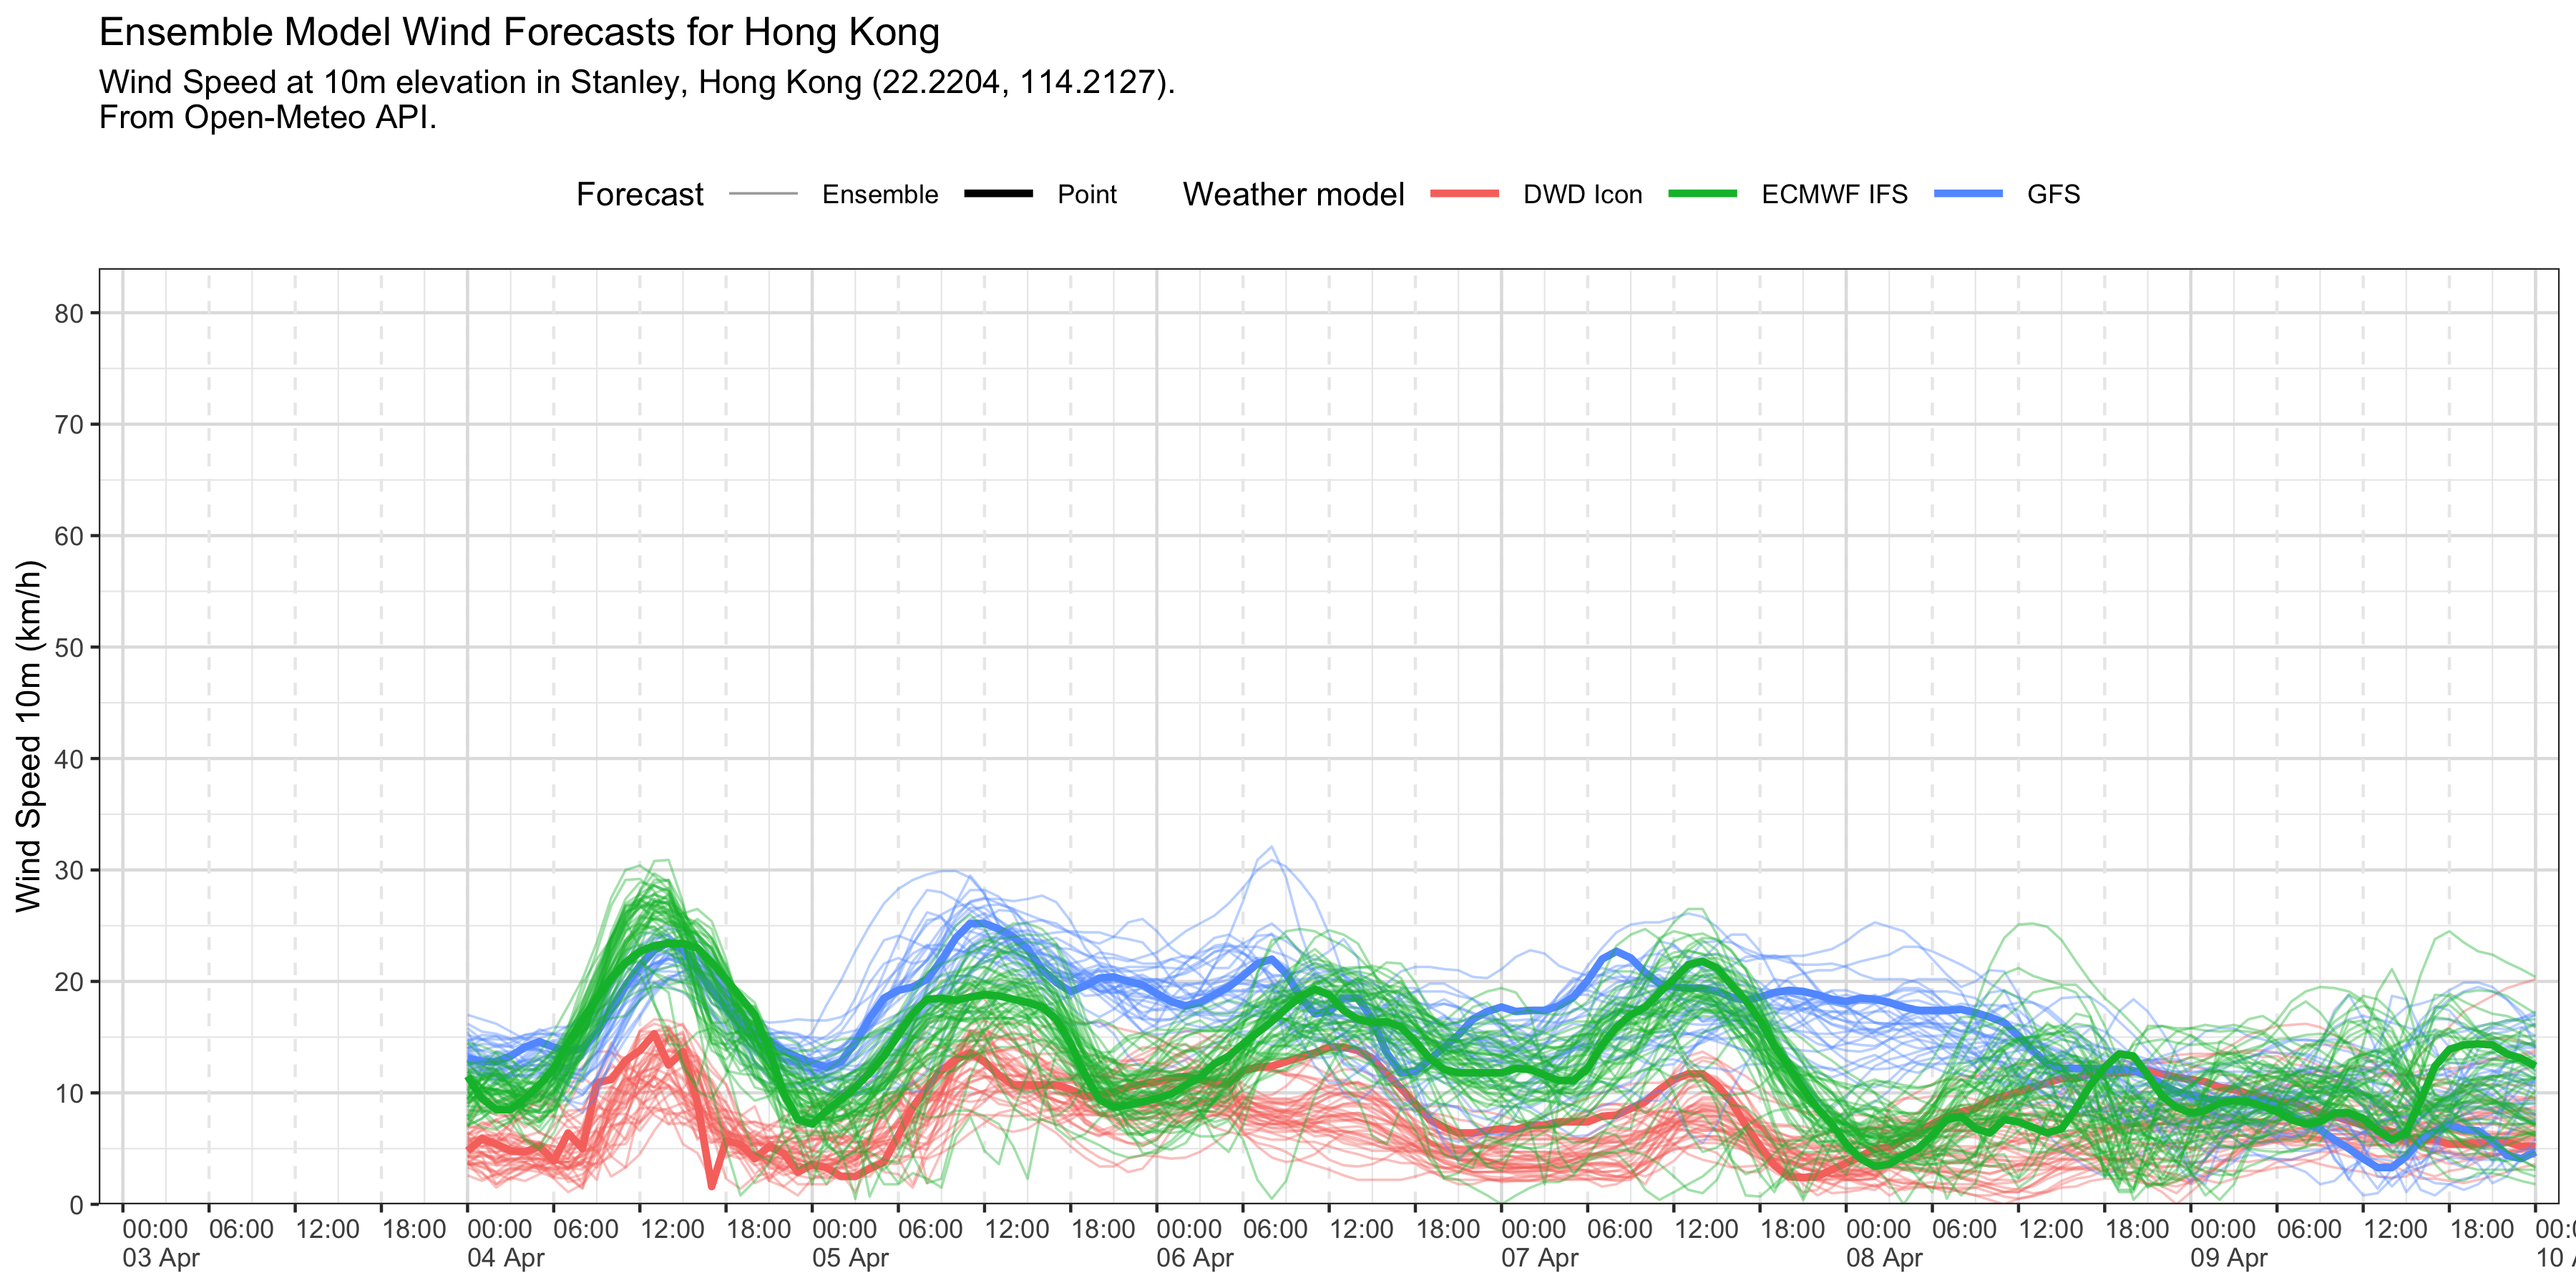 Ensemble Model Wind Forecasts for Hong Kong
Wind Speed at 10m elevation in Stanley, Hong Kong (22.2204, 114.2127).
From Open-Meteo API.
Forecast Ensemble Point Weather model DWD Icon ECMWF IFS GFS
Wind Speed 10m (km/h)
80
70
60
50
40
30
20
10
0
00:00 06:00 12:00 18:00 00:00 06:00 12:00 18:00 00:00 06:00 12:00 18:00 00:00 06:00 12:00 18:00 00:00 06:00 12:00 18:00 00:00 06:00 12:00 18:00 00:00 06:00 12:00 18:00
03 Apr 04 Apr 05 Apr 06 Apr 07 Apr 08 Apr 09 Apr 10